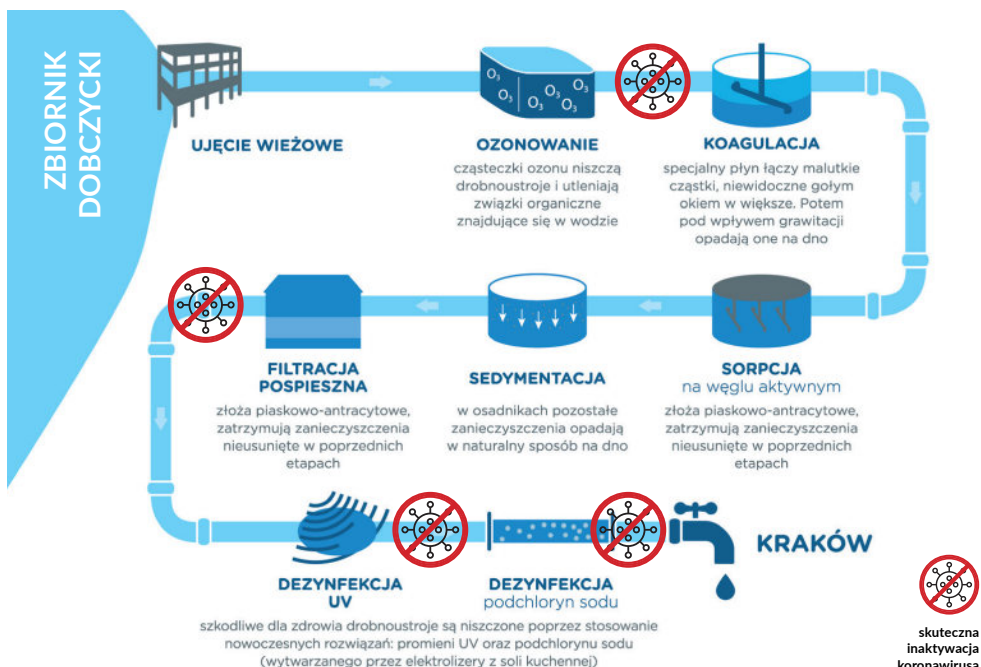 ZBIORNIK
DOBCZYCKI
UJĘCIE WIEŻOWE
O₃
O₃
O₃
O₃
O₃
O₃
OZONOWANIE
cząsteczki ozonu niszczą
drobnoustroje i utleniają
związki organiczne
znajdujące się w wodzie
KOAGULACJA
specjalny płyn łączy malutkie
cząstki, niewidoczne gołym
okiem w większe. Potem
pod wpływem grawitacji
opadają one na dno
FILTRACJA
POSPIESZNA
złoża piaskowo-antracytowe,
zatrzymują zanieczyszczenia
nieusunięte w poprzednich
etapach
SEDYMENTACJA
w osadnikach pozostałe
zanieczyszczenia opadają
w naturalny sposób na dno
SORPCJA
na węglu aktywnym
złoża piaskowo-antracytowe,
zatrzymują zanieczyszczenia
nieusunięte w poprzednich
etapach
DEZYNFEKCJA
UV
DEZYNFEKCJA
podchloryn sodu
szkodliwe dla zdrowia drobnoustroje są niszczone poprzez stosowanie
nowoczesnych rozwiązań: promieni UV oraz podchlorynu sodu
(wytwarzanego przez elektrolizery z soli kuchennej)
KRAKÓW
skuteczna
inaktywacja
koronawirusa